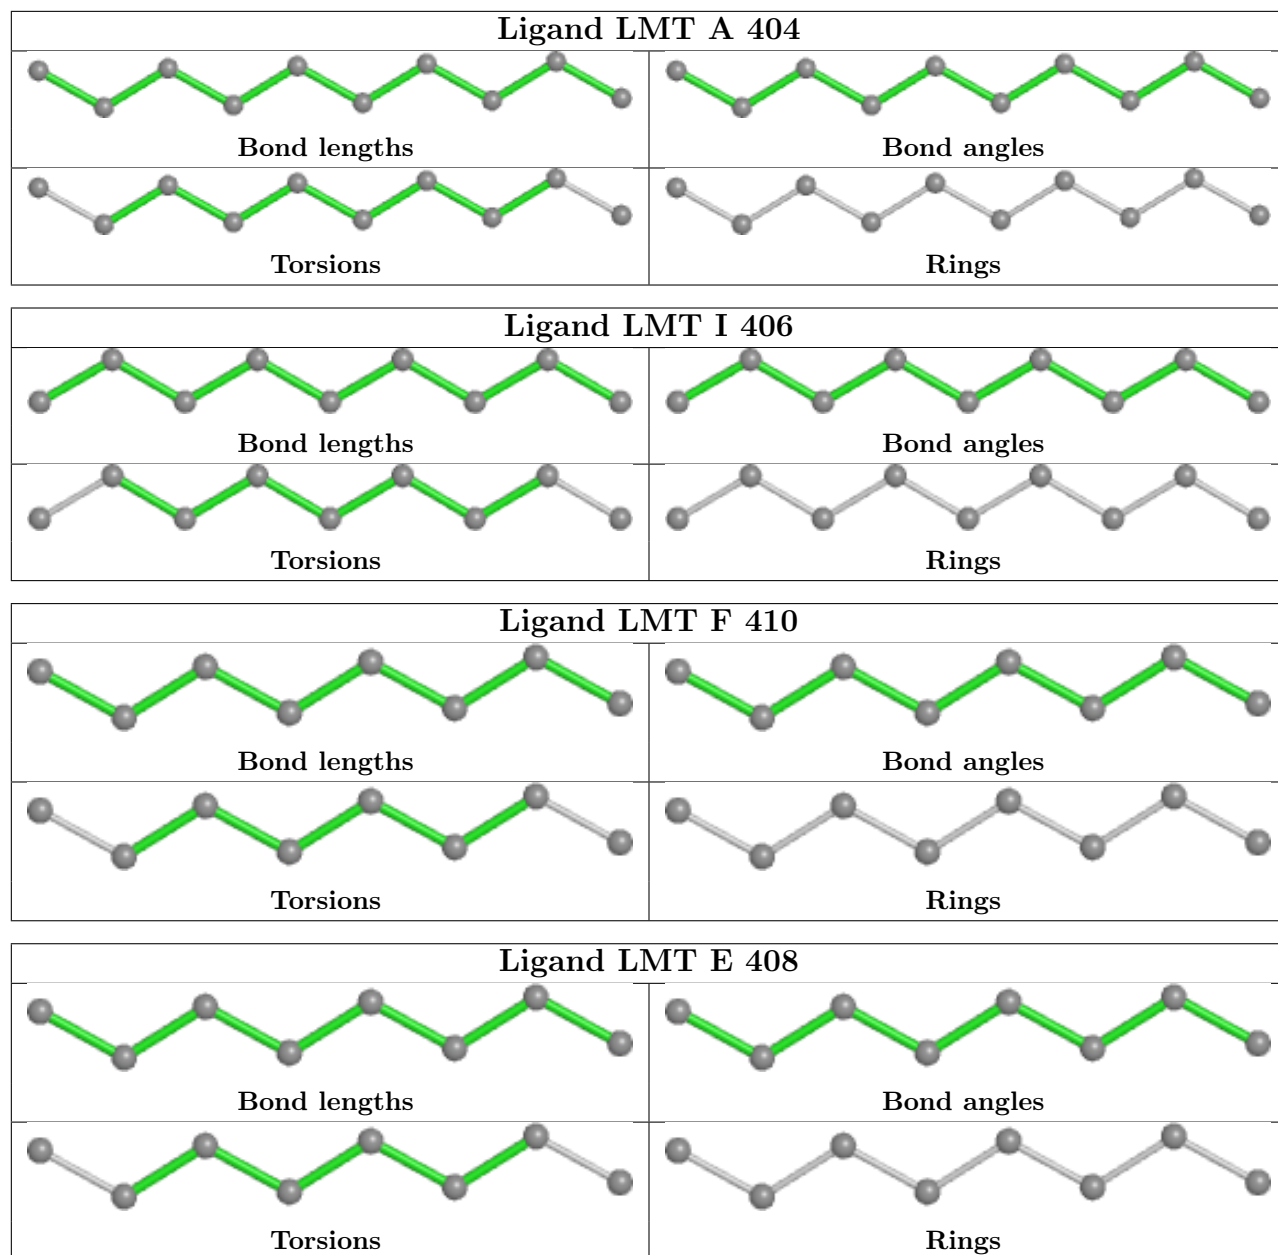 Ligand LMT A 404
Bond lengths Bond angles
Torsions Rings
Ligand LMT I 406
Bond lengths Bond angles
Torsions Rings
Ligand LMT F 410
Bond lengths Bond angles
Torsions Rings
Ligand LMT E 408
Bond lengths Bond angles
Torsions Rings